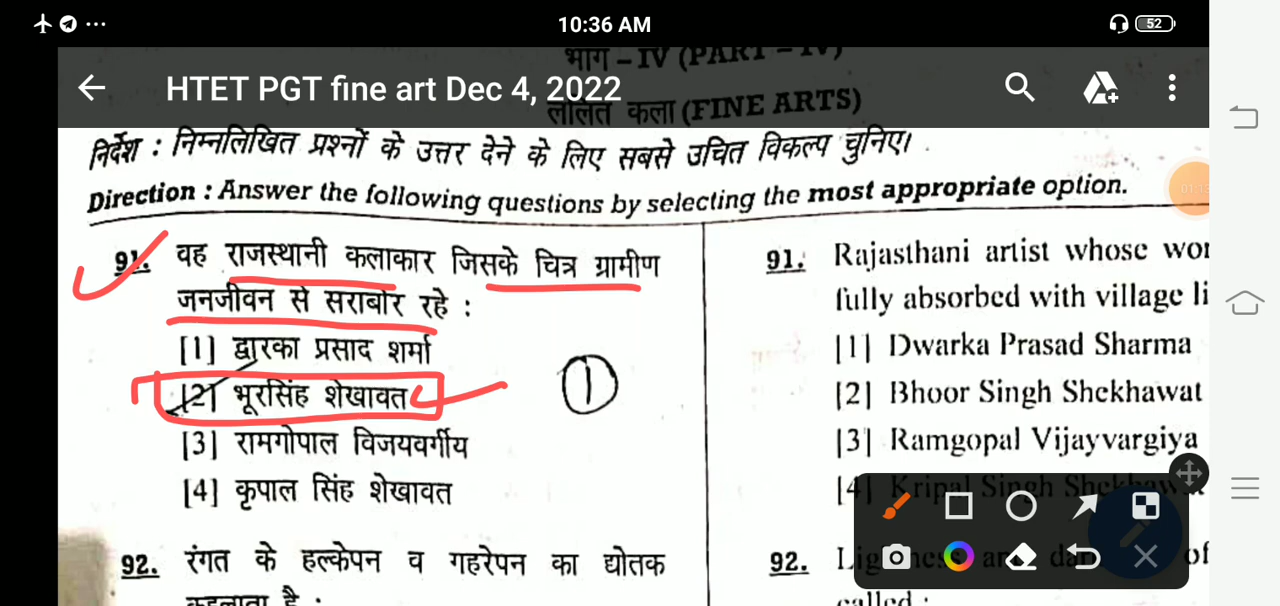 10:36 AM
52
भाग – IV (PART – IV)
HTET PGT fine art Dec 4, 2022
ललित कला (FINE ARTS)
निर्देश : निम्नलिखित प्रश्नों के उत्तर देने के लिए सबसे उचित विकल्प चुनिए।
Direction : Answer the following questions by selecting the most appropriate option.
91. वह राजस्थानी कलाकार जिसके चित्र ग्रामीण
जनजीवन से सराबोर रहे :
[1] द्वारका प्रसाद शर्मा
[2] भूरसिंह शेखावत
[3] रामगोपाल विजयवर्गीय
[4] कृपाल सिंह शेखावत
1
92. रंगत के हल्केपन व गहरेपन का द्योतक
कहलाता है :
91. Rajasthani artist whose
fully absorbed with village
[1] Dwarka Prasad Sharma
[2] Bhoor Singh Shekhawat
[3] Ramgopal Vijayvargiya
[4] Kripal Singh
92. of
called :